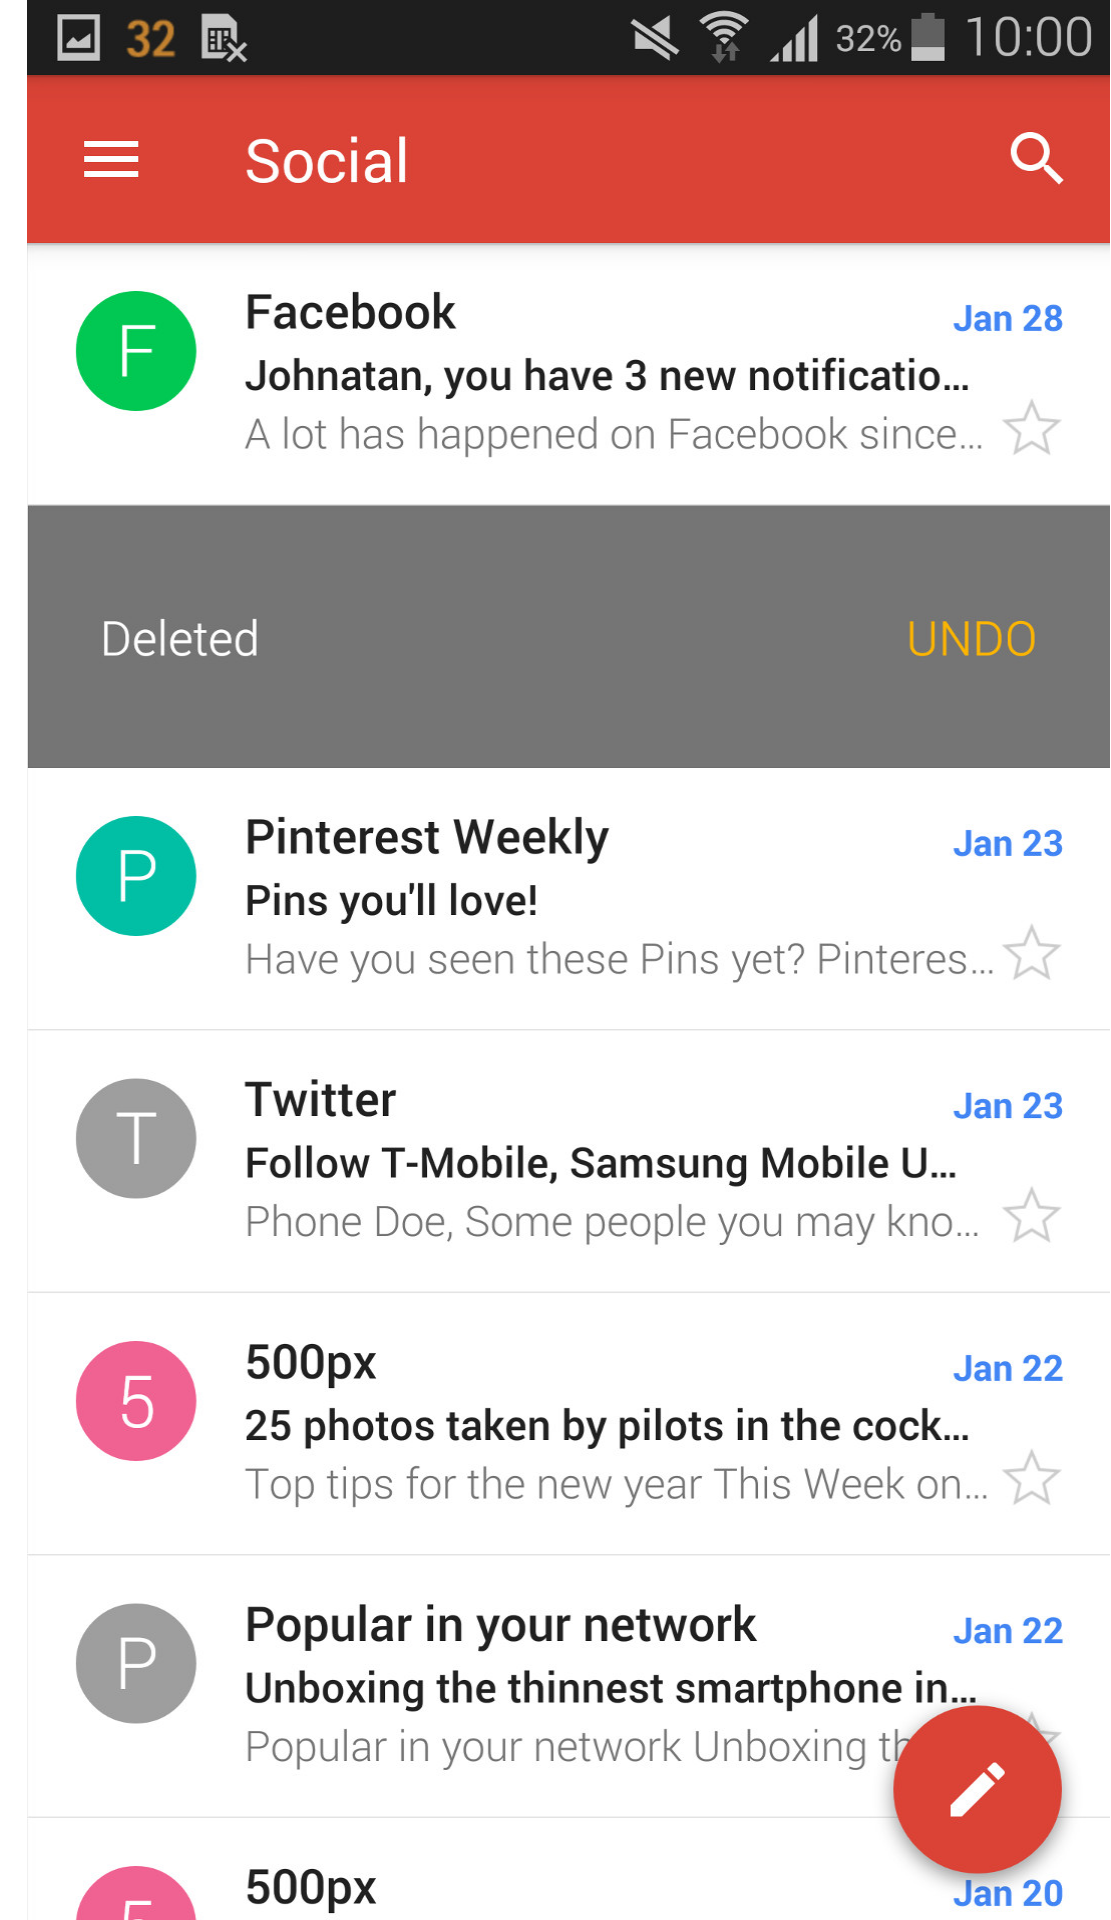 32 32% 10:00
Social
F Facebook Jan 28
Johnatan, you have 3 new notificatio...
A lot has happened on Facebook since...
Deleted UNDO
P Pinterest Weekly Jan 23
Pins you'll love!
Have you seen these Pins yet? Pinteres...
T Twitter Jan 23
Follow T-Mobile, Samsung Mobile U...
Phone Doe, Some people you may kno...
5 500px Jan 22
25 photos taken by pilots in the cock...
Top tips for the new year This Week on...
P Popular in your network Jan 22
Unboxing the thinnest smartphone in...
Popular in your network Unboxing th
5 500px Jan 20